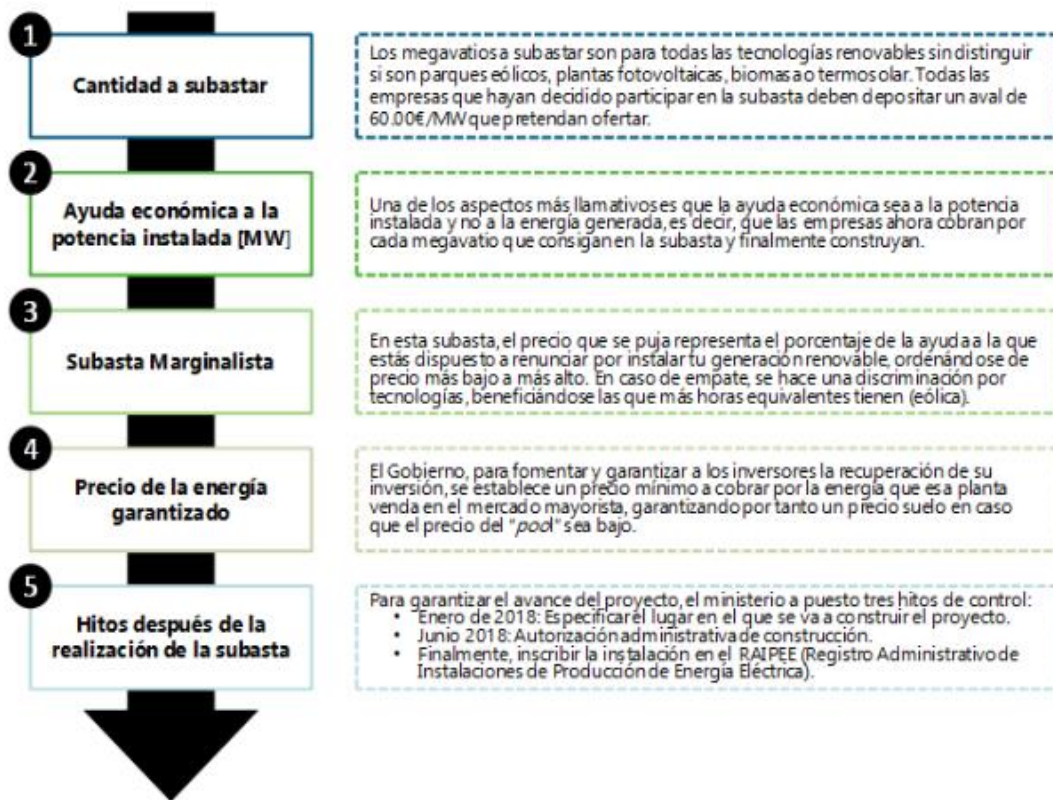 1
Cantidad a subastar
Los megavatios a subastar son para todas las tecnologías renovables sin distinguir
si son parques eólicos, plantas fotovoltaicas, biomasa o termosolar. Todas las
empresas que hayan decidido participar en la subasta deben depositar un aval de
60.00€/MW que pretendan ofertar.
2
Ayuda económica a la
potencia instalada [MW]
Una de los aspectos más llamativos es que la ayuda económica sea a la potencia
instalada y no a la energía generada, es decir, que las empresas ahora cobran por
cada megavatio que consigan en la subasta y finalmente construyan.
3
Subasta Marginalista
En esta subasta, el precio que se puja representa el porcentaje de la ayuda a la que
estás dispuesto a renunciar por instalar tu generación renovable, ordenándose de
precio más bajo a más alto. En caso de empate, se hace una discriminación por
tecnologías, beneficiándose las que más horas equivalentes tienen (eólica).
4
Precio de la energía
garantizado
El Gobierno, para fomentar y garantizar a los inversores la recuperación de su
inversión, se establece un precio mínimo a cobrar por la energía que esa planta
venda en el mercado mayorista, garantizando por tanto un precio suelo en caso
que el precio del "pool" sea bajo.
5
Hitos después de la
realización de la subasta
Para garantizar el avance del proyecto, el ministerio a puesto tres hitos de control:
• Enero de 2018: Especificar el lugar en el que se va a construir el proyecto.
• Junio 2018: Autorización administrativa de construcción.
• Finalmente, inscribir la instalación en el RAIPEE (Registro Administrativo de
Instalaciones de Producción de Energía Eléctrica).